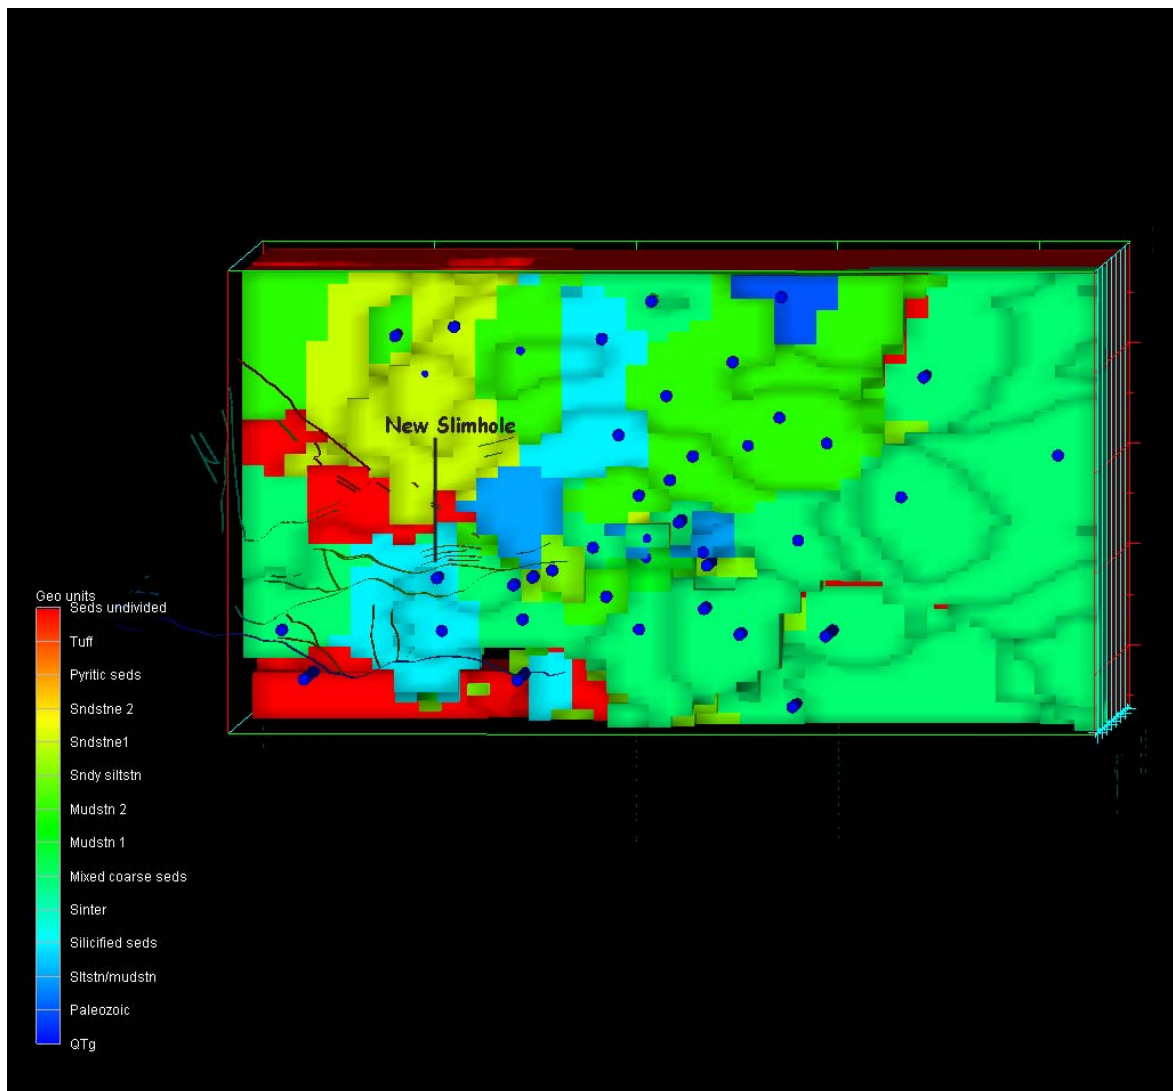 New Slimhole
Geo units
Seds undivided
Tuff
Pyritic seds
Sndstne 2
Sndstne1
Sndy siltstn
Mudstn 2
Mudstn 1
Mixed coarse seds
Sinter
Silicified seds
Sltstn/mudstn
Paleozoic
QTg